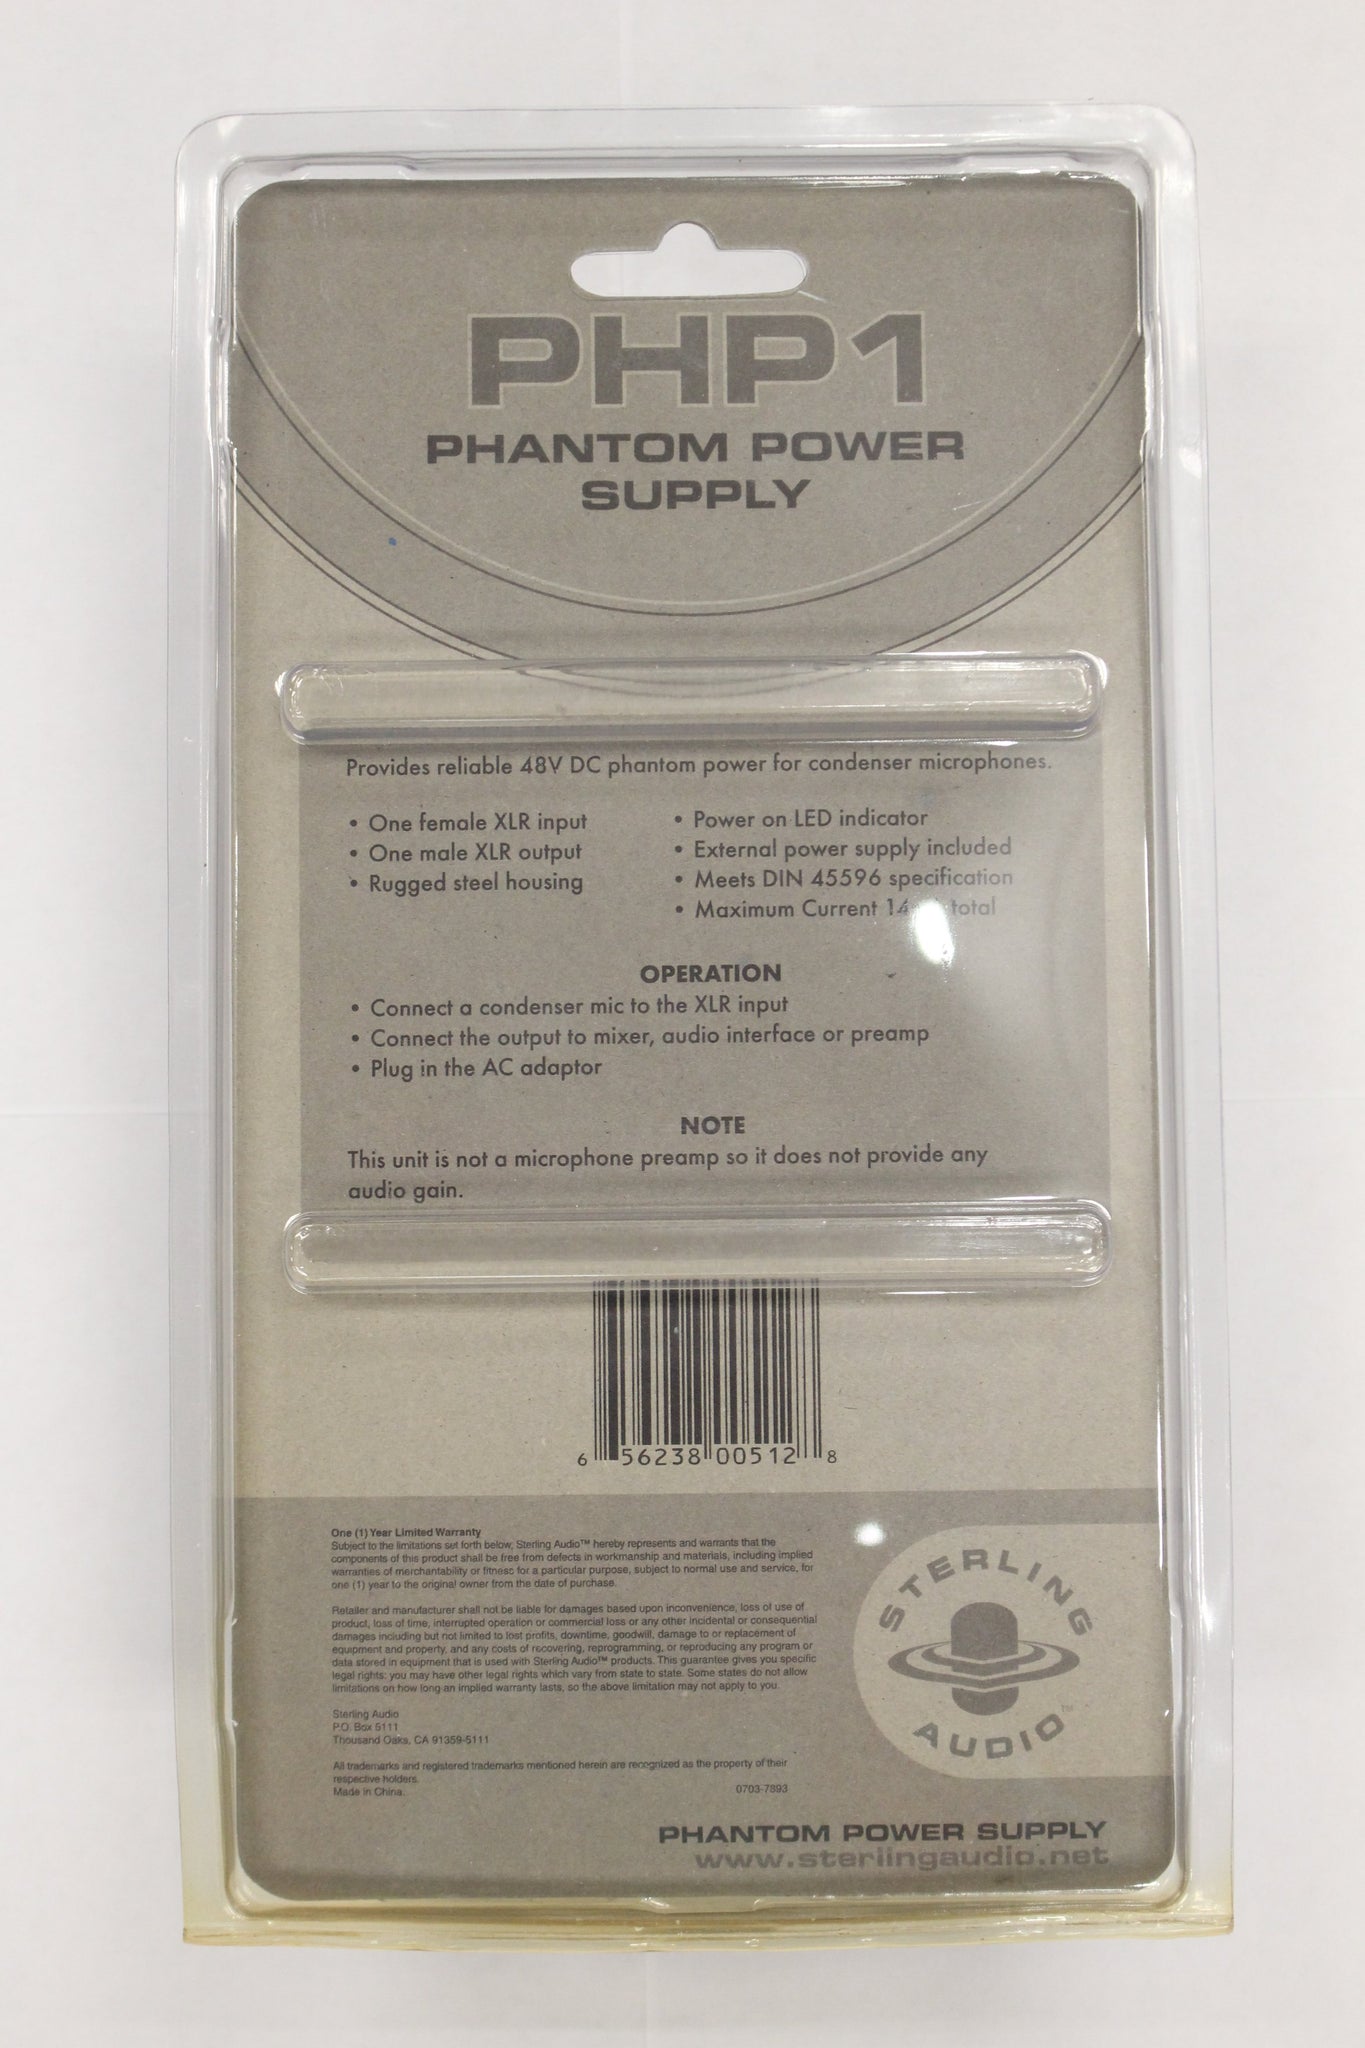 PHP1
PHANTOM POWER
SUPPLY
Provides reliable 48V DC phantom power for condenser microphones.
• One female XLR input
• One male XLR output
• Rugged steel housing
• Power on LED indicator
• External power supply included
• Meets DIN 45596 specification
• Maximum Current total
OPERATION
• Connect a condenser mic to the XLR input
• Connect the output to mixer, audio interface or preamp
• Plug in the AC adaptor
NOTE
This unit is not a microphone preamp so it does not provide any
audio gain.
6 56238 00512 8
One (1) Year Limited Warranty
Subject to the limitations set forth below, Sterling Audio™ hereby represents and warrants that the
components of this product shall be free from defects in workmanship and materials, including implied
warranties of merchantability or fitness for a particular purpose, subject to normal use and service, for
one (1) year to the original owner from the date of purchase.
Retailer and manufacturer shall not be liable for damages based upon inconvenience, loss of use of
product, loss of time, interrupted operation or commercial loss or any other incidental or consequential
damages including but not limited to lost profits, downtime, goodwill, damage to or replacement of
equipment and property, and any costs of recovering, reprogramming, or reproducing any program or
data stored in equipment that is used with Sterling Audio™ products. This guarantee gives you specific
legal rights; you may have other legal rights which vary from state to state. Some states do not allow
limitations on how long an implied warranty lasts, so the above limitation may not apply to you.
Sterling Audio
P.O. Box 5111
Thousand Oaks, CA 91359-5111
All trademarks and registered trademarks mentioned herein are recognized as the property of their
respective holders.
Made in China.
0703-7893
STERLING
AUDIO™
PHANTOM POWER SUPPLY
www.sterlingaudio.net